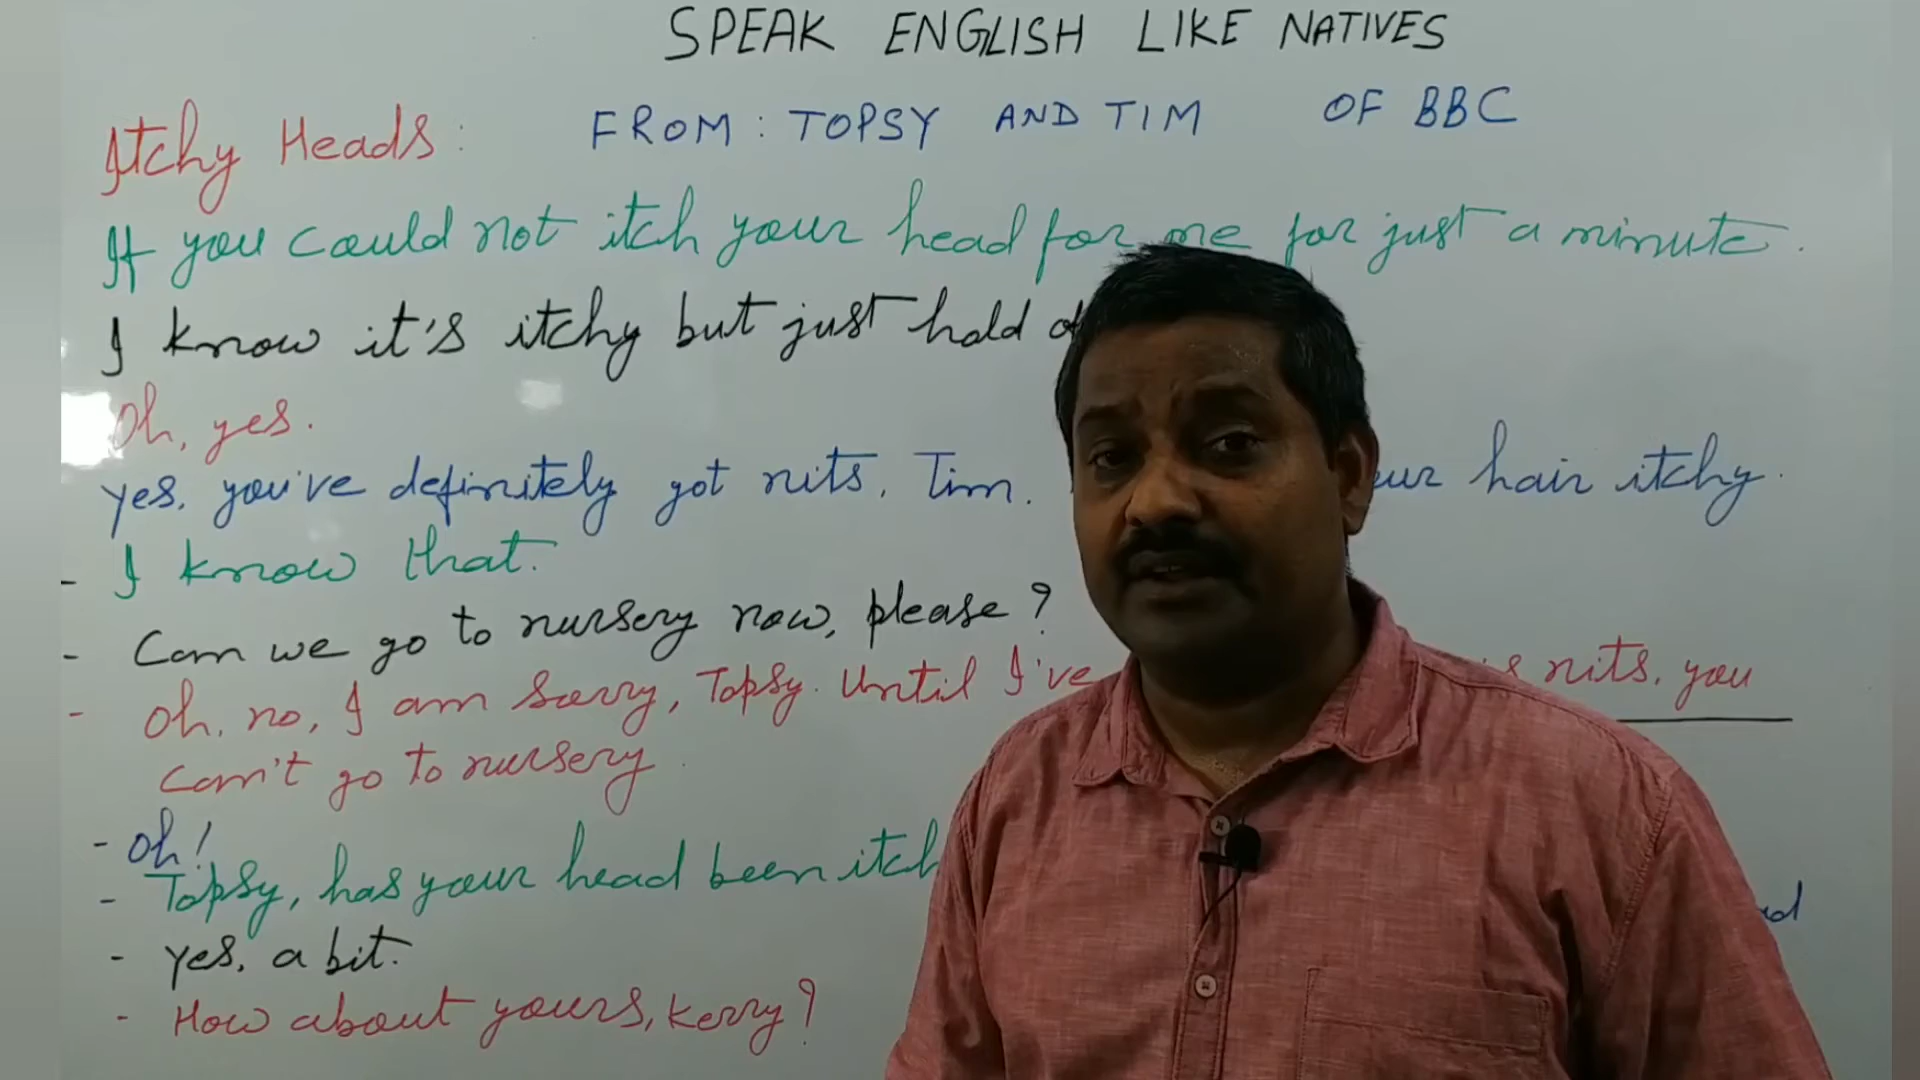 SPEAK ENGLISH LIKE NATIVES
Itchy Heads: FROM: TOPSY AND TIM OF BBC
If you could not itch your head for me for just a minute.
I know it's itchy but just hold
Oh, yes.
yes, you've definitely got nits, Tim. hair itchy.
- I know that.
- Can we go to nursery now, please?
- Oh, no, I am sorry, Topsy. Until I've nits, you
can't go to nursery.
- Oh!
- Topsy, has your head been
- yes, a bit.
- How about yours, Kerry?